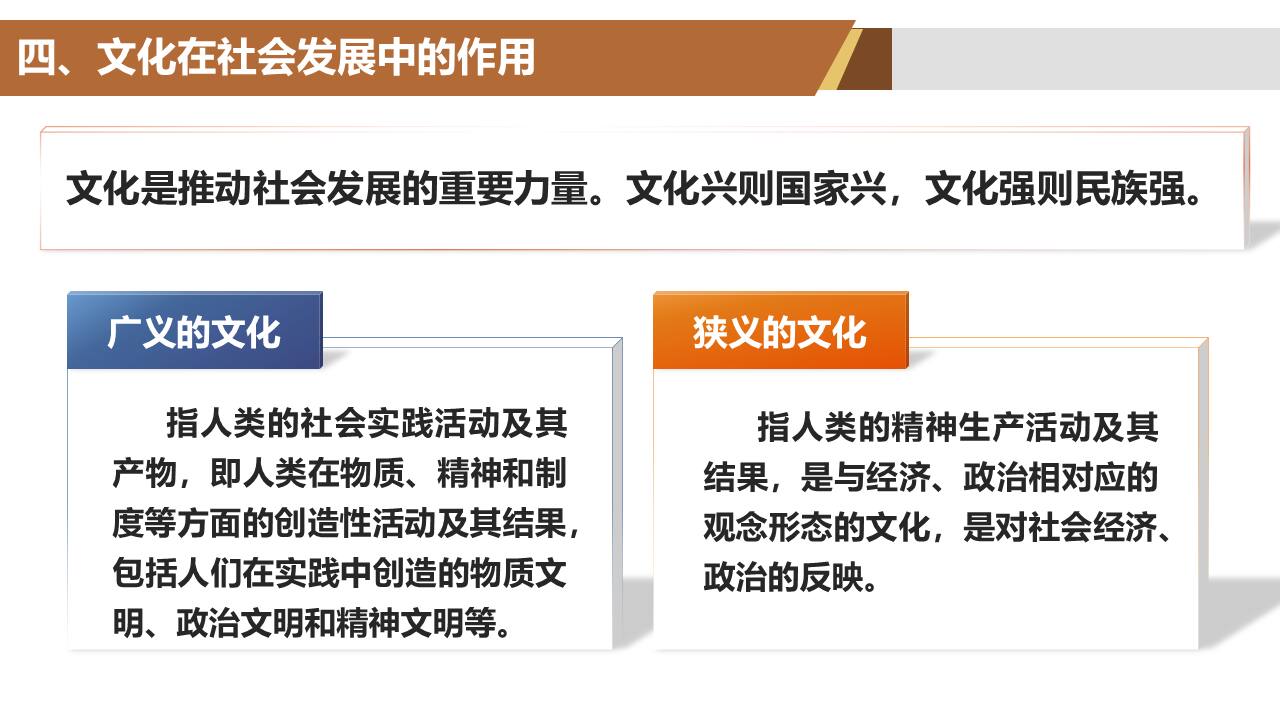 四、文化在社会发展中的作用
文化是推动社会发展的重要力量。文化兴则国家兴，文化强则民族强。
广义的文化
指人类的社会实践活动及其
产物，即人类在物质、精神和制
度等方面的创造性活动及其结果，
包括人们在实践中创造的物质文
明、政治文明和精神文明等。
狭义的文化
指人类的精神生产活动及其
结果，是与经济、政治相对应的
观念形态的文化，是对社会经济、
政治的反映。